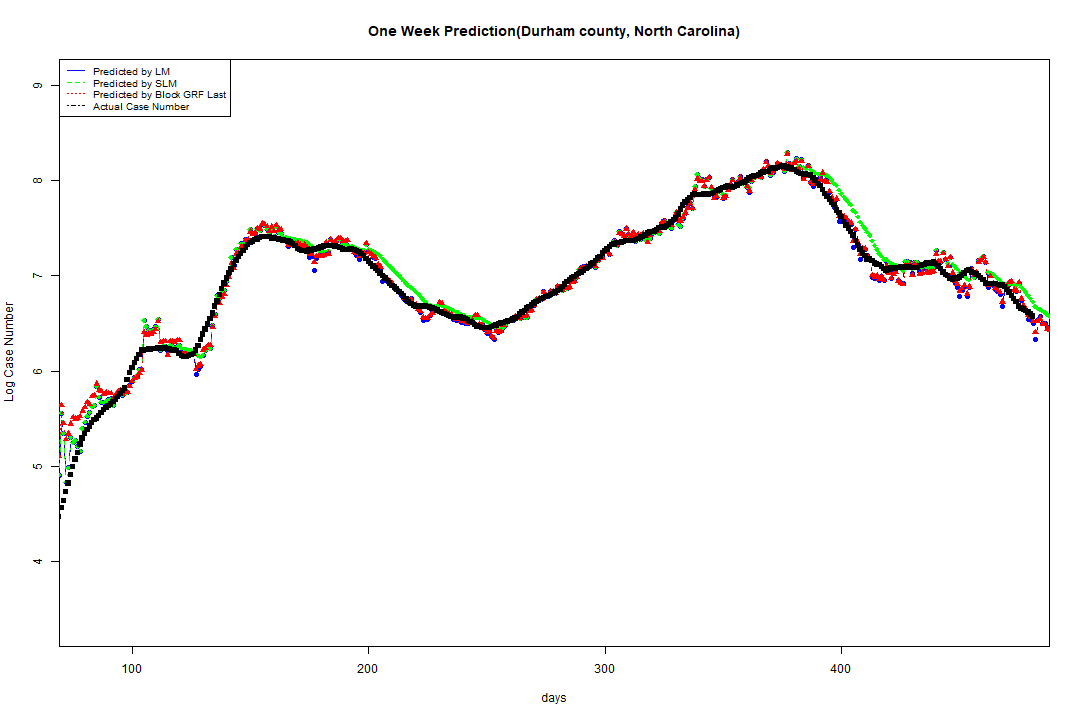 One Week Prediction(Durham county, North Carolina)
Predicted by LM
Predicted by SLM
Predicted by Block GRF Last
Actual Case Number
9
8
7
6
5
4
Log Case Number
100 200 300 400
days